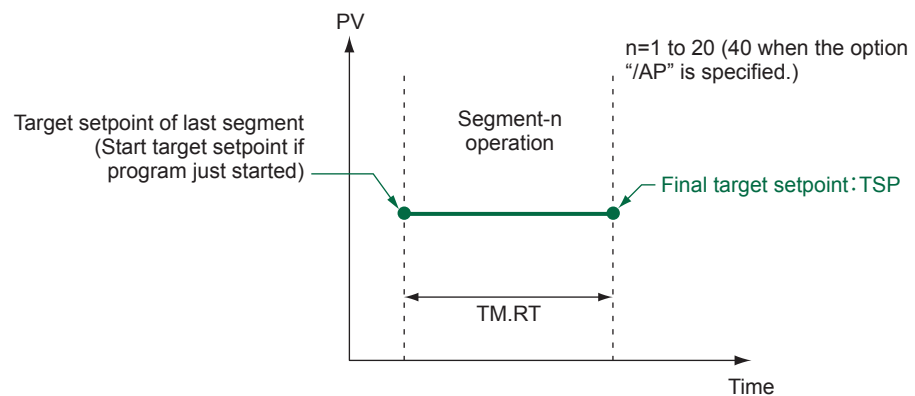 PV
n=1 to 20 (40 when the option
“/AP” is specified.)
Target setpoint of last segment
(Start target setpoint if
program just started)
Segment-n
operation
Final target setpoint：TSP
TM.RT
Time